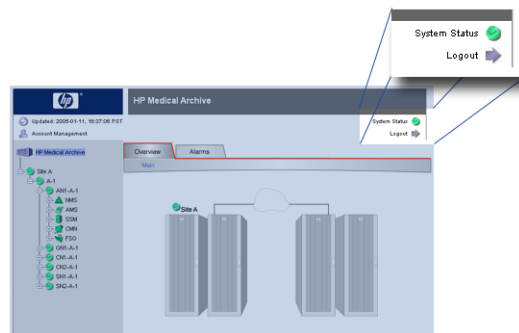 System Status
Logout
hp
HP Medical Archive
Updated: 2006-01-11, 16:37:06 PST
Account Management
System Status
Logout
HP Medical Archive
Overview
Alarms
Main
Site A
A-1
AN1-A-1
NMS
AMS
SSM
CMN
FSG
GN1-A-1
CN1-A-1
CN2-A-1
SN1-A-1
SN2-A-1
Site A